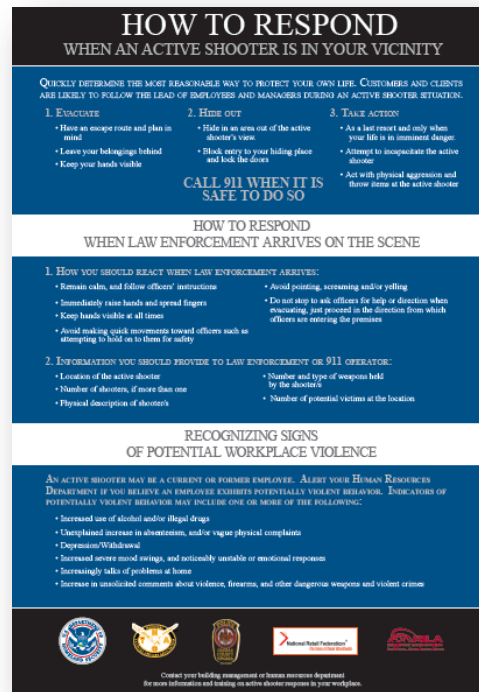 HOW TO RESPOND
WHEN AN ACTIVE SHOOTER IS IN YOUR VICINITY
Quickly determine the most reasonable way to protect your own life. Customers and clients
are likely to follow the lead of employees and managers during an active shooter situation.
1. Evacuate
• Have an escape route and plan in
mind
• Leave your belongings behind
• Keep your hands visible
2. Hide out
• Hide in an area out of the active
shooter's view.
• Block entry to your hiding place
and lock the doors
3. Take action
• As a last resort and only when
your life is in imminent danger.
• Attempt to incapacitate the active
shooter
• Act with physical aggression and
throw items at the active shooter
CALL 911 WHEN IT IS
SAFE TO DO SO
HOW TO RESPOND
WHEN LAW ENFORCEMENT ARRIVES ON THE SCENE
1. How you should react when law enforcement arrives:
• Remain calm, and follow officers' instructions
• Immediately raise hands and spread fingers
• Keep hands visible at all times
• Avoid making quick movements toward officers such as
attempting to hold on to them for safety
• Avoid pointing, screaming and/or yelling
• Do not stop to ask officers for help or direction when
evacuating, just proceed in the direction from which
officers are entering the premises
2. Information you should provide to law enforcement or 911 operator:
• Location of the active shooter
• Number of shooters, if more than one
• Physical description of shooter/s
• Number and type of weapons held
by the shooter/s
• Number of potential victims at the location
RECOGNIZING SIGNS
OF POTENTIAL WORKPLACE VIOLENCE
An active shooter may be a current or former employee. Alert your Human Resources
Department if you believe an employee exhibits potentially violent behavior. Indicators of
potentially violent behavior may include one or more of the following:
• Increased use of alcohol and/or illegal drugs
• Unexplained increase in absenteeism, and/or vague physical complaints
• Depression/Withdrawal
• Increased severe mood swings, and noticeably unstable or emotional responses
• Increasingly talks of problems at home
• Increase in unsolicited comments about violence, firearms, and other dangerous weapons and violent crimes
National Retail Federation
Contact your building management or human resources department
for more information and training on active shooter response in your workplace.